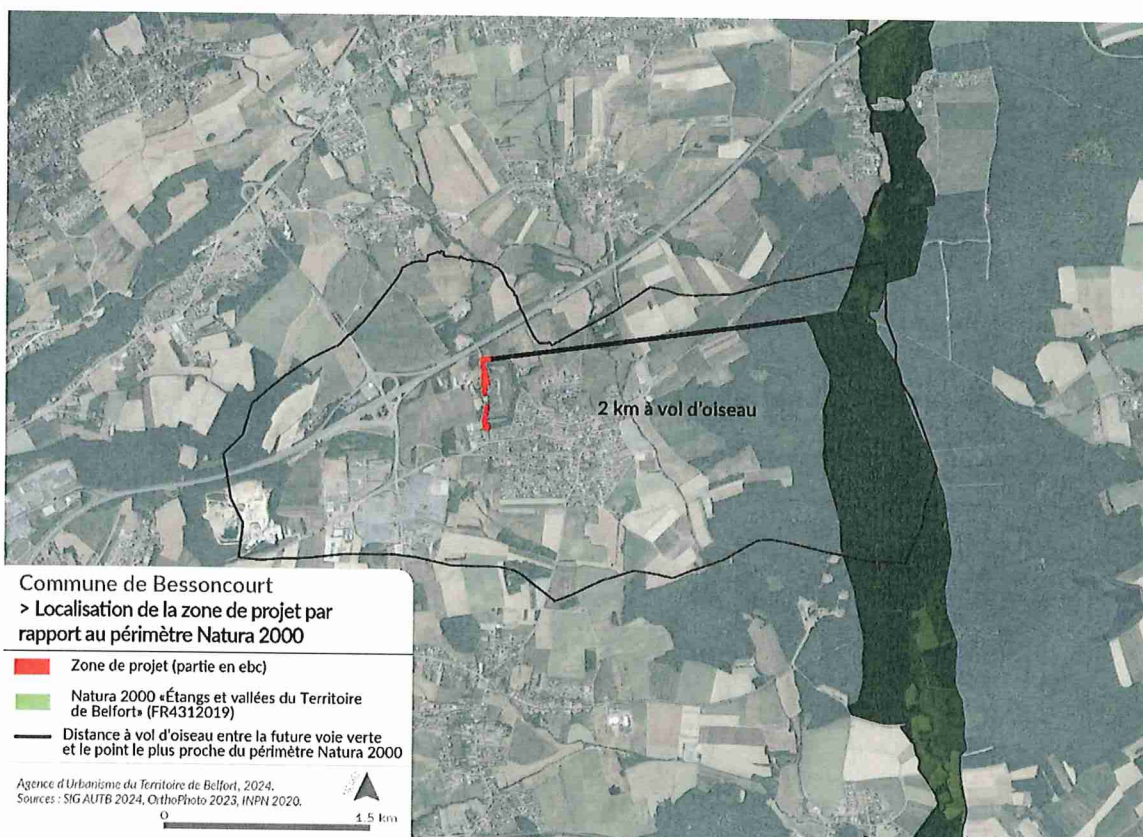 2 km à vol d'oiseau
Commune de Bessoncourt
> Localisation de la zone de projet par
rapport au périmètre Natura 2000
Zone de projet (partie en ebc)
Natura 2000 «Étangs et vallées du Territoire
de Belfort» (FR4312019)
Distance à vol d'oiseau entre la future voie verte
et le point le plus proche du périmètre Natura 2000
Agence d'Urbanisme du Territoire de Belfort, 2024.
Sources : SIG AUTB 2024, OrthoPhoto 2023, INPN 2020.
0 1.5 km